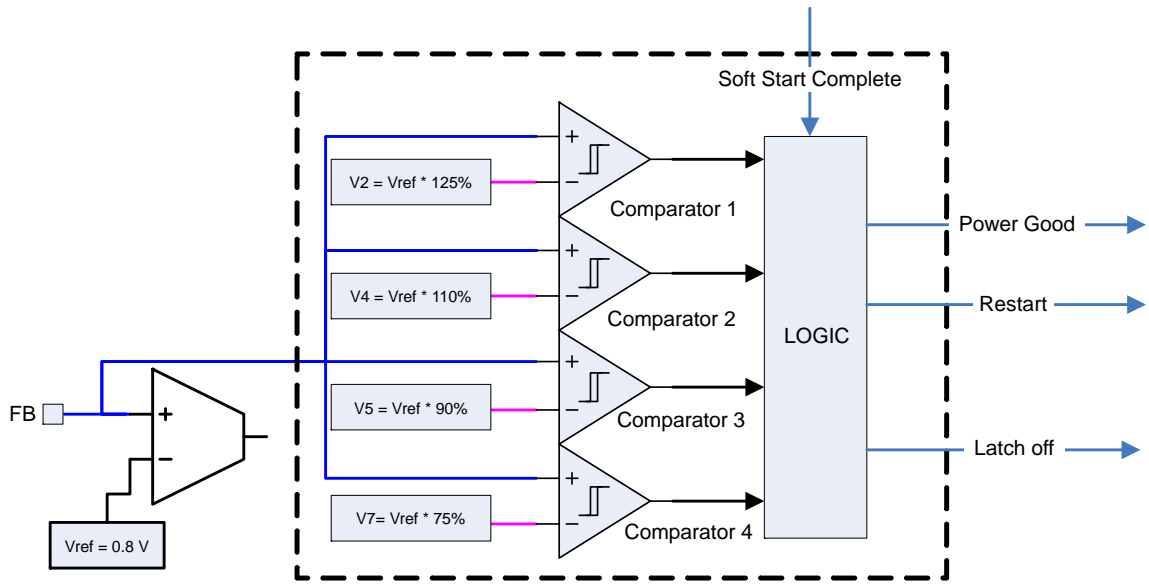 Soft Start Complete
+
V2 = Vref * 125%
−
Comparator 1
+
V4 = Vref * 110%
−
Comparator 2
Power Good
Restart
LOGIC
+
V5 = Vref * 90%
−
Comparator 3
FB
+
−
Latch off
+
V7= Vref * 75%
−
Comparator 4
Vref = 0.8 V